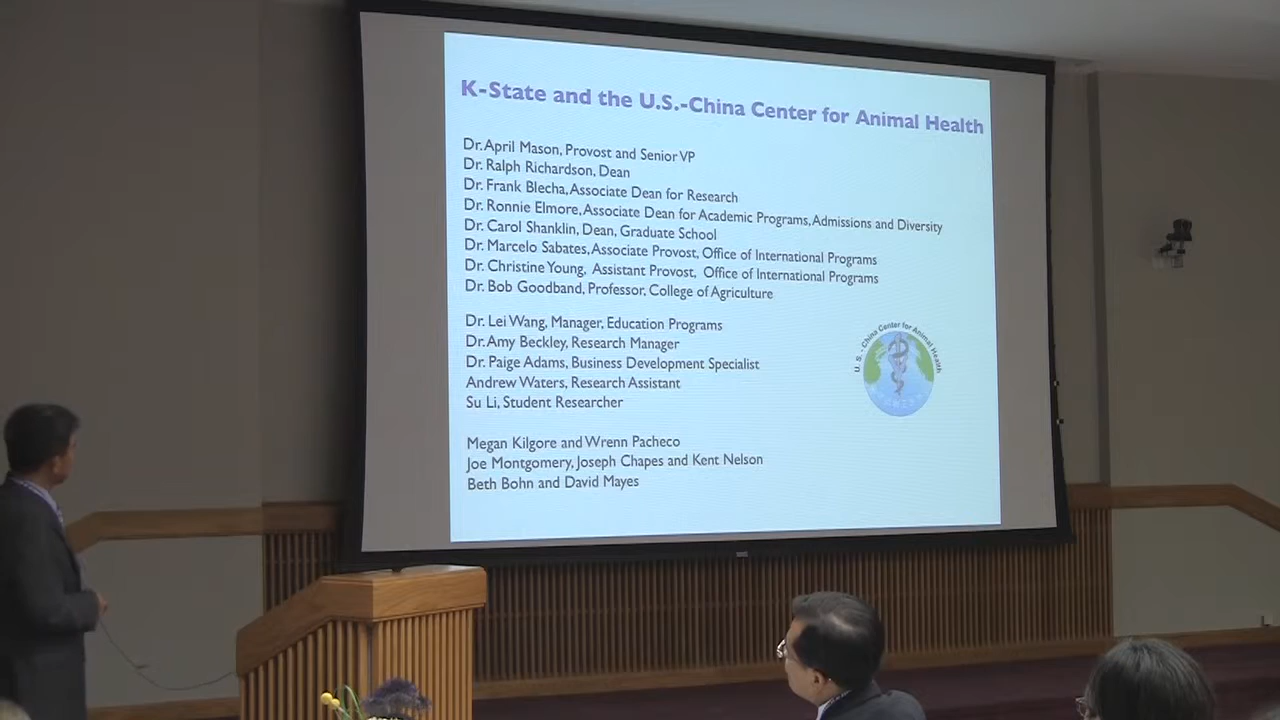 K-State and the U.S.-China Center for Animal Health
Dr. April Mason, Provost and Senior VP
Dr. Ralph Richardson, Dean
Dr. Frank Blecha, Associate Dean for Research
Dr. Ronnie Elmore, Associate Dean for Academic Programs, Admissions and Diversity
Dr. Carol Shanklin, Dean, Graduate School
Dr. Marcelo Sabates, Associate Provost, Office of International Programs
Dr. Christine Young, Assistant Provost, Office of International Programs
Dr. Bob Goodband, Professor, College of Agriculture
Dr. Lei Wang, Manager, Education Programs
Dr. Amy Beckley, Research Manager
Dr. Paige Adams, Business Development Specialist
Andrew Waters, Research Assistant
Su Li, Student Researcher
U.S. - China Center for Animal Health
Megan Kilgore and Wrenn Pacheco
Joe Montgomery, Joseph Chapes and Kent Nelson
Beth Bohn and David Mayes